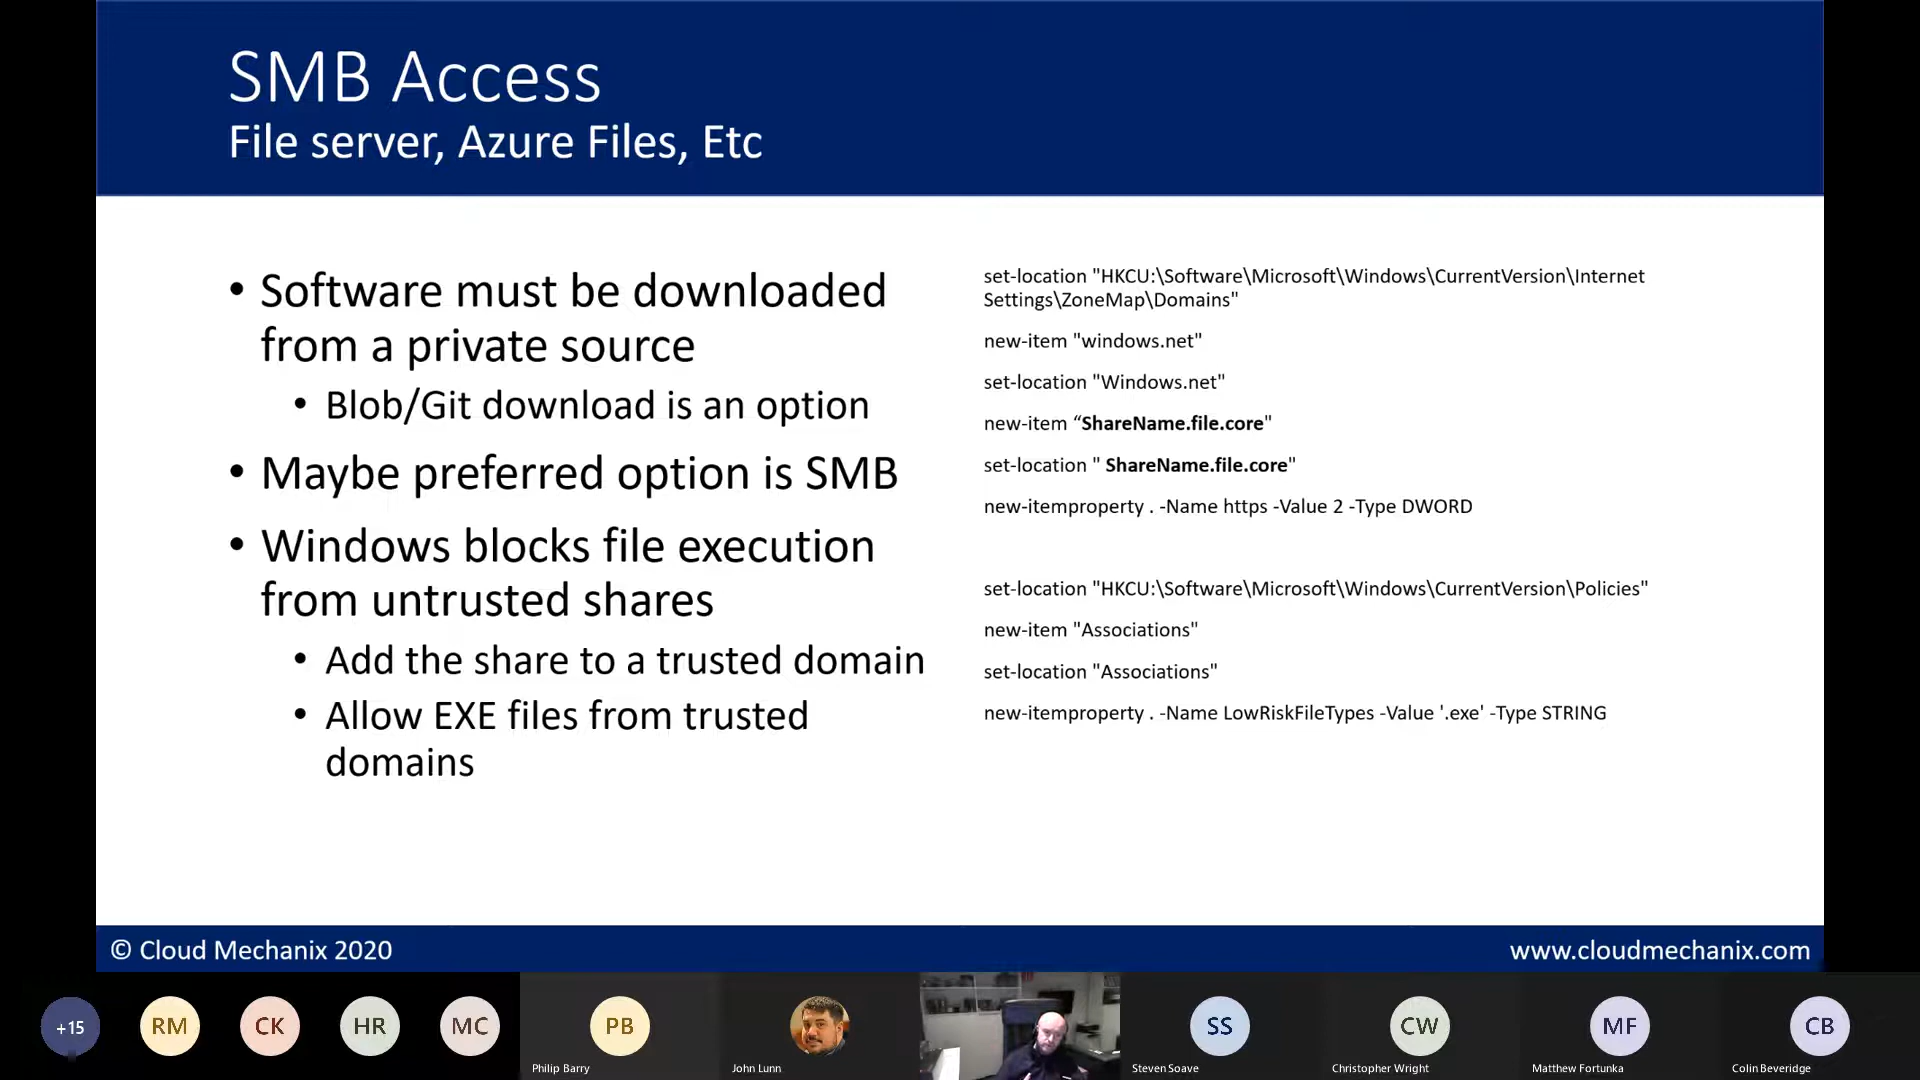 SMB Access
File server, Azure Files, Etc
• Software must be downloaded
from a private source
• Blob/Git download is an option
• Maybe preferred option is SMB
• Windows blocks file execution
from untrusted shares
• Add the share to a trusted domain
• Allow EXE files from trusted
domains
set-location "HKCU:\Software\Microsoft\Windows\CurrentVersion\Internet
Settings\ZoneMap\Domains"
new-item "windows.net"
set-location "Windows.net"
new-item “ShareName.file.core"
set-location " ShareName.file.core"
new-itemproperty . -Name https -Value 2 -Type DWORD
set-location "HKCU:\Software\Microsoft\Windows\CurrentVersion\Policies"
new-item "Associations"
set-location "Associations"
new-itemproperty . -Name LowRiskFileTypes -Value '.exe' -Type STRING
© Cloud Mechanix 2020
www.cloudmechanix.com
+15
RM
CK
HR
MC
PB
Philip Barry
John Lunn
SS
Steven Soave
CW
Christopher Wright
MF
Matthew Fortunka
CB
Colin Beveridge